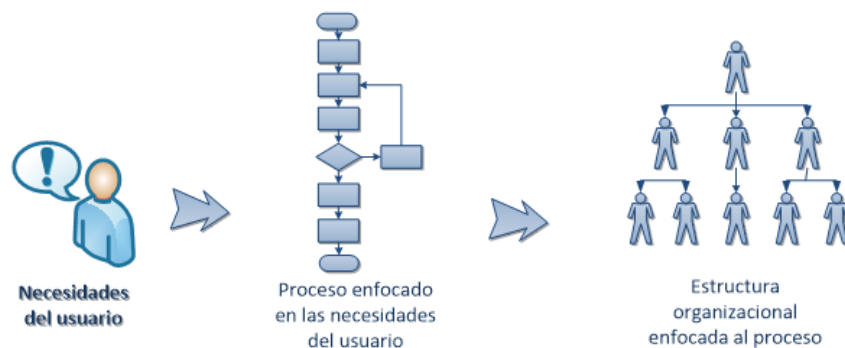 !
Necesidades
del usuario
Proceso enfocado
en las necesidades
del usuario
Estructura
organizacional
enfocada al proceso